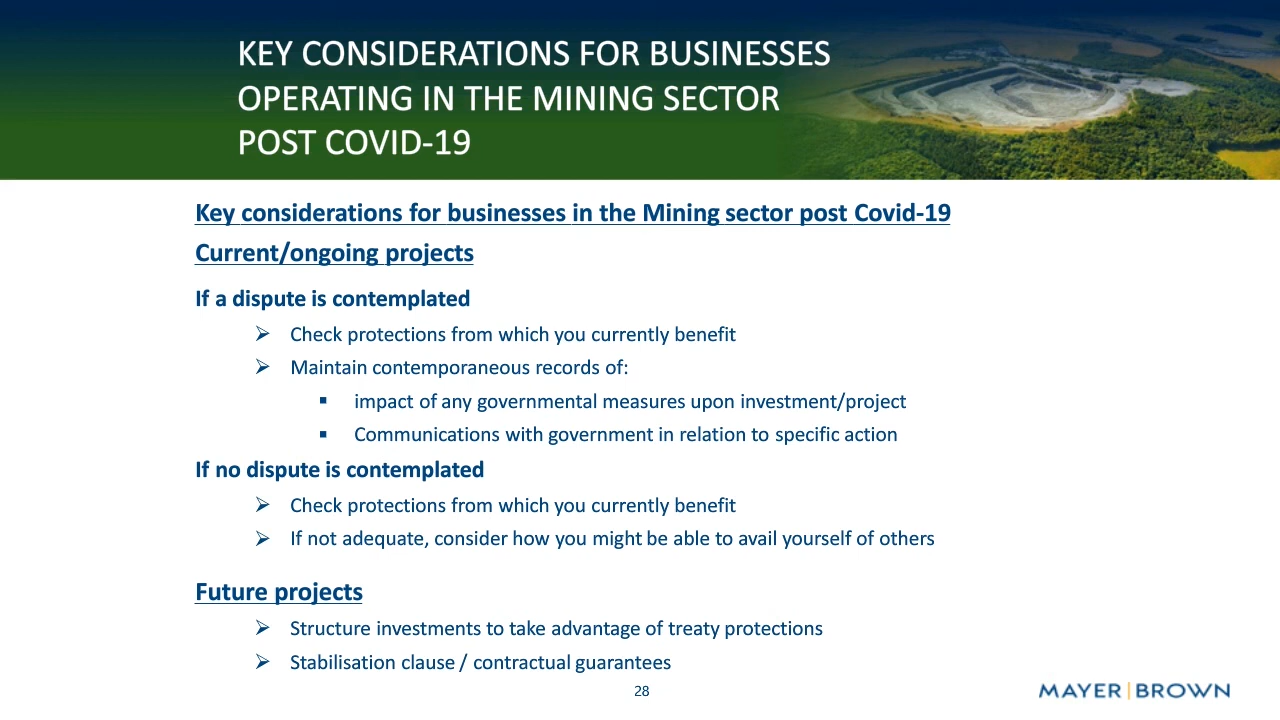 KEY CONSIDERATIONS FOR BUSINESSES
OPERATING IN THE MINING SECTOR
POST COVID-19
Key considerations for businesses in the Mining sector post Covid-19
Current/ongoing projects
If a dispute is contemplated
➢ Check protections from which you currently benefit
➢ Maintain contemporaneous records of:
▪ impact of any governmental measures upon investment/project
▪ Communications with government in relation to specific action
If no dispute is contemplated
➢ Check protections from which you currently benefit
➢ If not adequate, consider how you might be able to avail yourself of others
Future projects
➢ Structure investments to take advantage of treaty protections
➢ Stabilisation clause / contractual guarantees
28
MAYER | BROWN